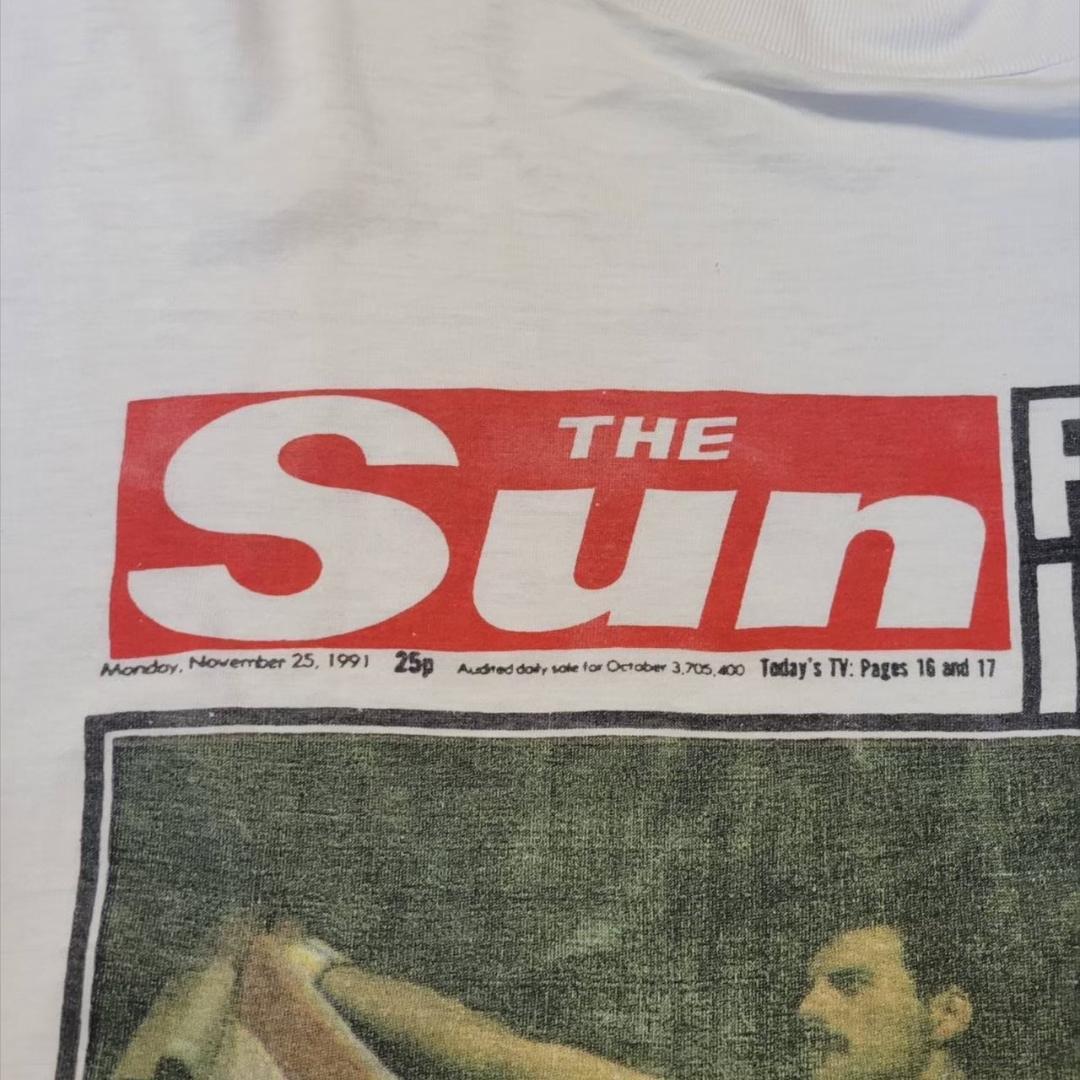 THE
Sun
Monday, November 25, 1991 25p Audited daily sale for October 3,705,400 Today's TV: Pages 16 and 17